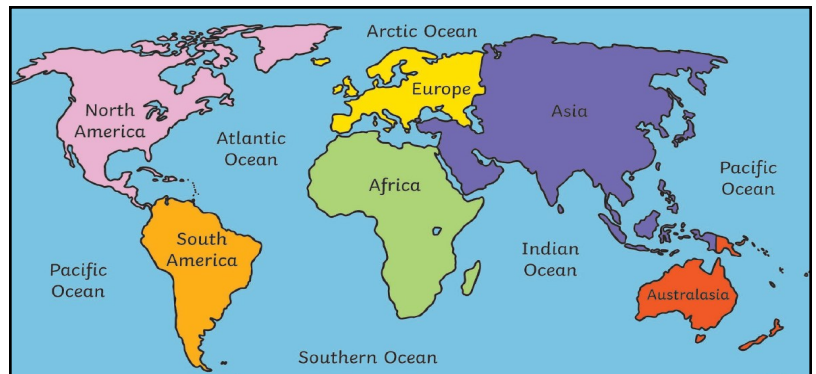 Arctic Ocean
North
America
Europe
Asia
Atlantic
Ocean
Africa
Pacific
Ocean
South
America
Indian
Ocean
Pacific
Ocean
Australasia
Southern Ocean